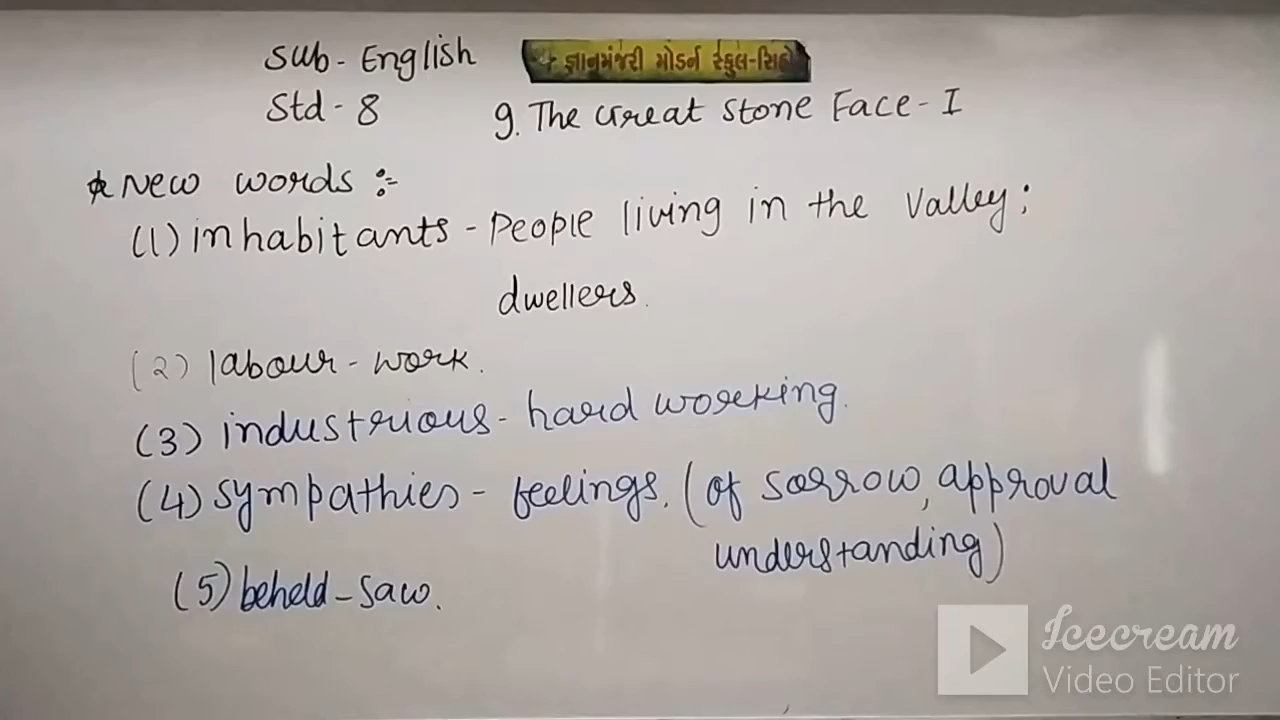 Sub - English
જ્ઞાનમંજરી મોડર્ન સ્કુલ-સિહો
Std - 8
9. The Great Stone Face - I
* New words :-
(1) inhabitants - People living in the valley;
dwellers.
(2) labour - work.
(3) industrious - hard working.
(4) sympathies - feelings. (of sorrow, approval
understanding)
(5) beheld - saw.
Icecream
Video Editor